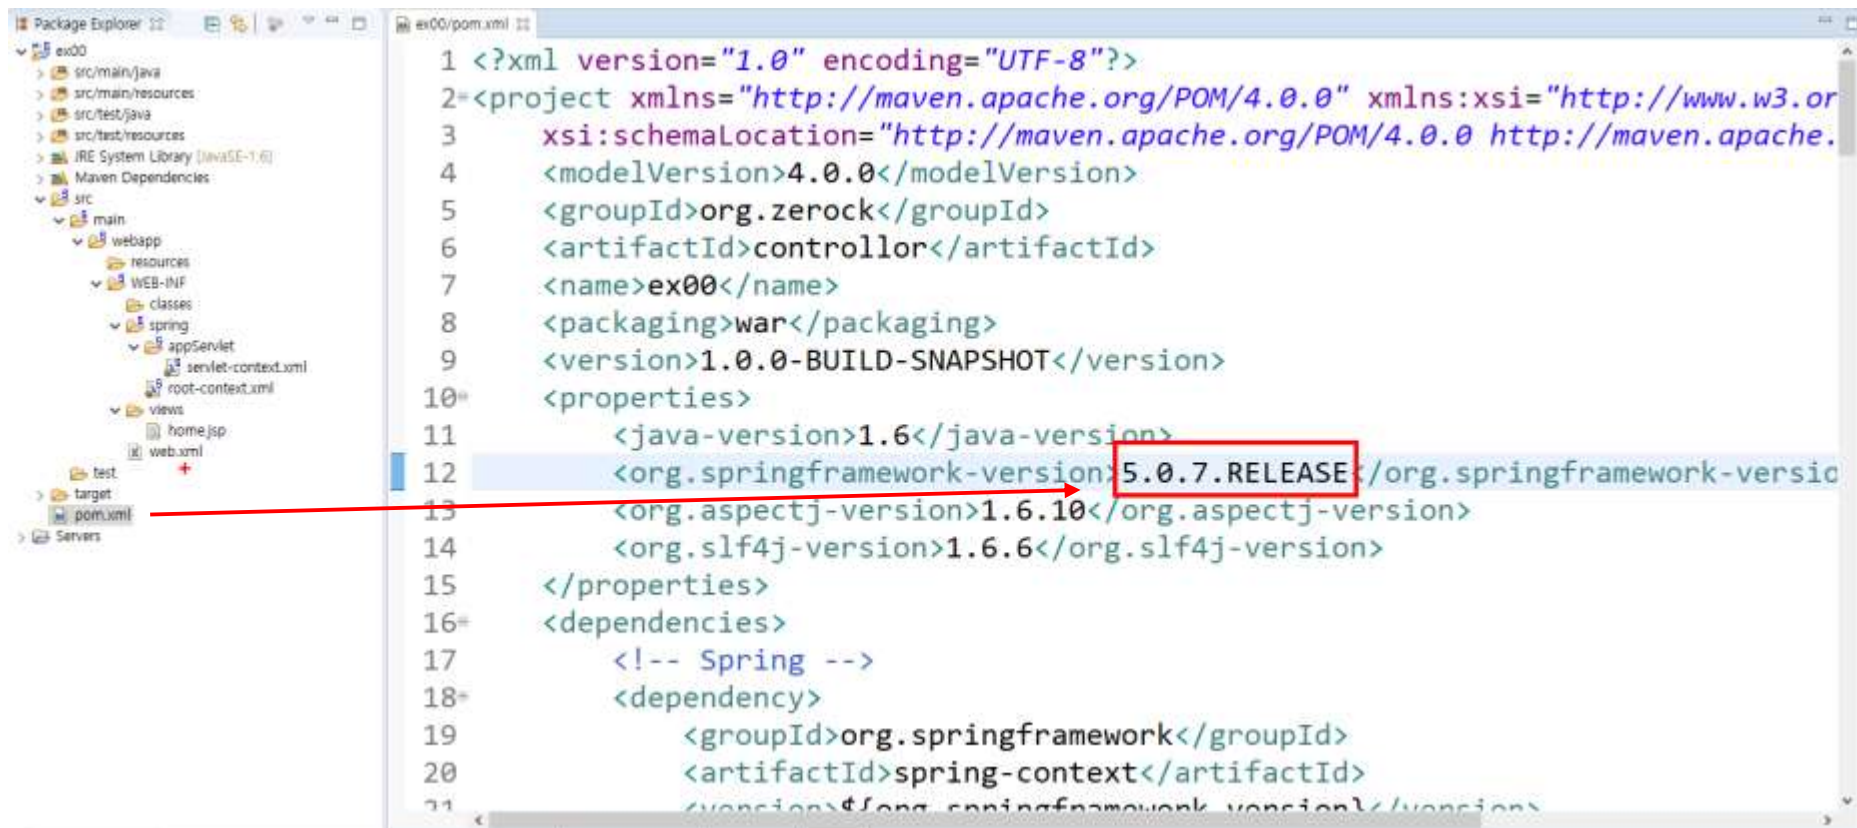 Package Explorer
ex00
src/main/java
src/main/resources
src/test/java
src/test/resources
JRE System Library [JavaSE-1.6]
Maven Dependencies
src
main
webapp
resources
WEB-INF
classes
spring
appServlet
servlet-context.xml
root-context.xml
views
home.jsp
web.xml
test
target
pom.xml
Servers
ex00/pom.xml
1 <?xml version="1.0" encoding="UTF-8"?>
2 <project xmlns="http://maven.apache.org/POM/4.0.0" xmlns:xsi="http://www.w3.or
3 xsi:schemaLocation="http://maven.apache.org/POM/4.0.0 http://maven.apache.
4 <modelVersion>4.0.0</modelVersion>
5 <groupId>org.zerock</groupId>
6 <artifactId>controllor</artifactId>
7 <name>ex00</name>
8 <packaging>war</packaging>
9 <version>1.0.0-BUILD-SNAPSHOT</version>
10 <properties>
11 <java-version>1.6</java-version>
12 <org.springframework-version>5.0.7.RELEASE</org.springframework-versio
13 <org.aspectj-version>1.6.10</org.aspectj-version>
14 <org.slf4j-version>1.6.6</org.slf4j-version>
15 </properties>
16 <dependencies>
17 <!-- Spring -->
18 <dependency>
19 <groupId>org.springframework</groupId>
20 <artifactId>spring-context</artifactId>
21 <version>${org.springframework-version}</version>